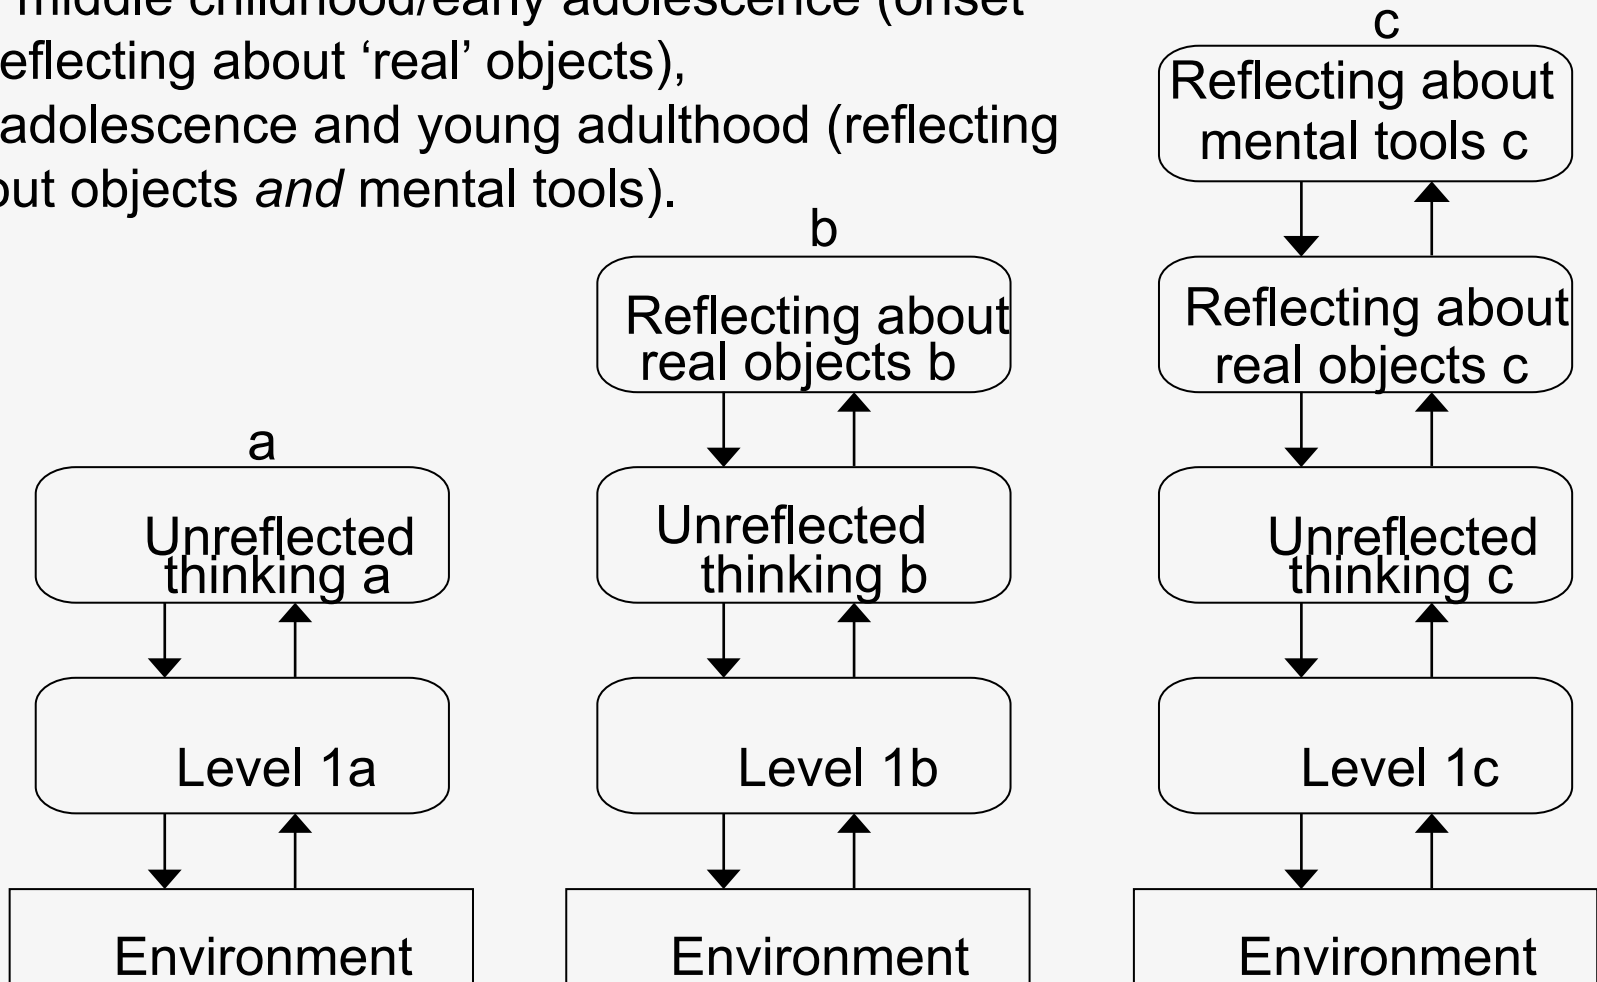 middle childhood/early adolescence (onset
eflecting about ‘real’ objects),
adolescence and young adulthood (reflecting
out objects and mental tools).
a
Unreflected
thinking a
Level 1a
Environment
b
Reflecting about
real objects b
Unreflected
thinking b
Level 1b
Environment
c
Reflecting about
mental tools c
Reflecting about
real objects c
Unreflected
thinking c
Level 1c
Environment